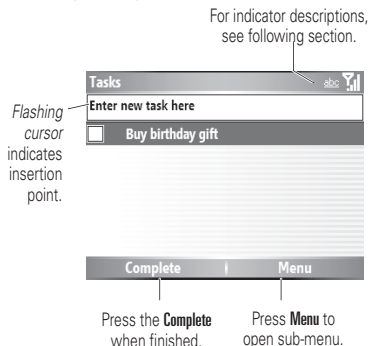 For indicator descriptions,
see following section.
Tasks abc
Enter new task here
Flashing
cursor
indicates
insertion
point.
Buy birthday gift
Complete Menu
Press the Complete
when finished.
Press Menu to
open sub-menu.